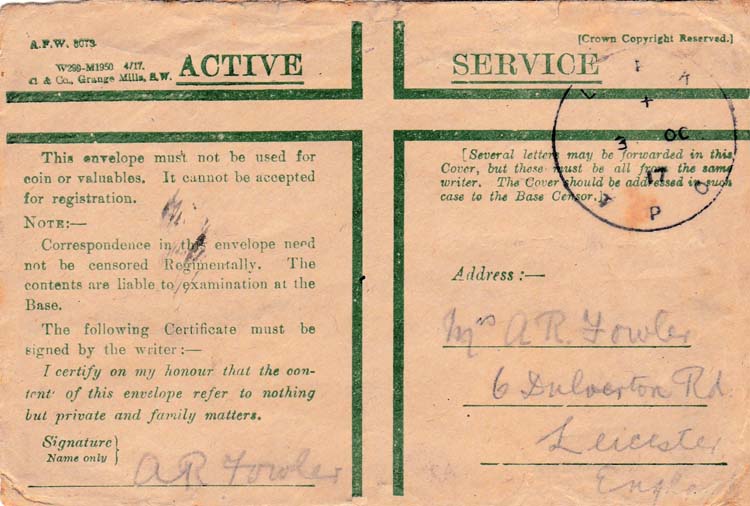 A.F.W. 3078
[Crown Copyright Reserved.]
W290-M1950 4/17.
& Co., Grange Mills, S.W.
ACTIVE SERVICE
This envelope must not be used for
coin or valuables. It cannot be accepted
for registration.
NOTE:—
Correspondence in this envelope need
not be censored Regimentally. The
contents are liable to examination at the
Base.
The following Certificate must be
signed by the writer:—
I certify on my honour that the con-
tent of this envelope refer to nothing
but private and family matters.
Signature}
Name only
A R Fowler
[Several letters may be forwarded in this
Cover, but these must be all from the same
writer. The Cover should be addressed in such
case to the Base Censor.]
3 OC
17
A P O
Address:—
Mrs A R. Fowler
6 Dulverton Rd
Leicester